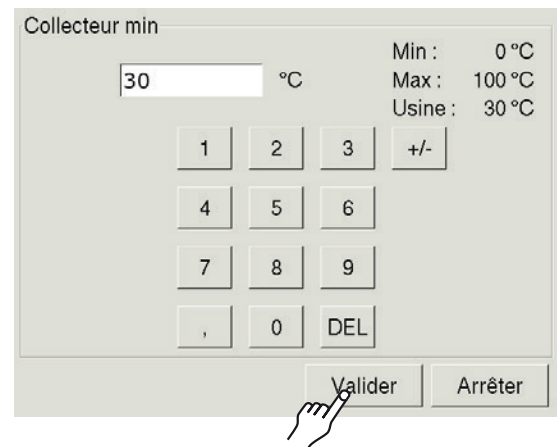 Collecteur min
30 °C
Min : 0 °C
Max : 100 °C
Usine : 30 °C
1 2 3 +/-
4 5 6
7 8 9
, 0 DEL
Valider Arrêter